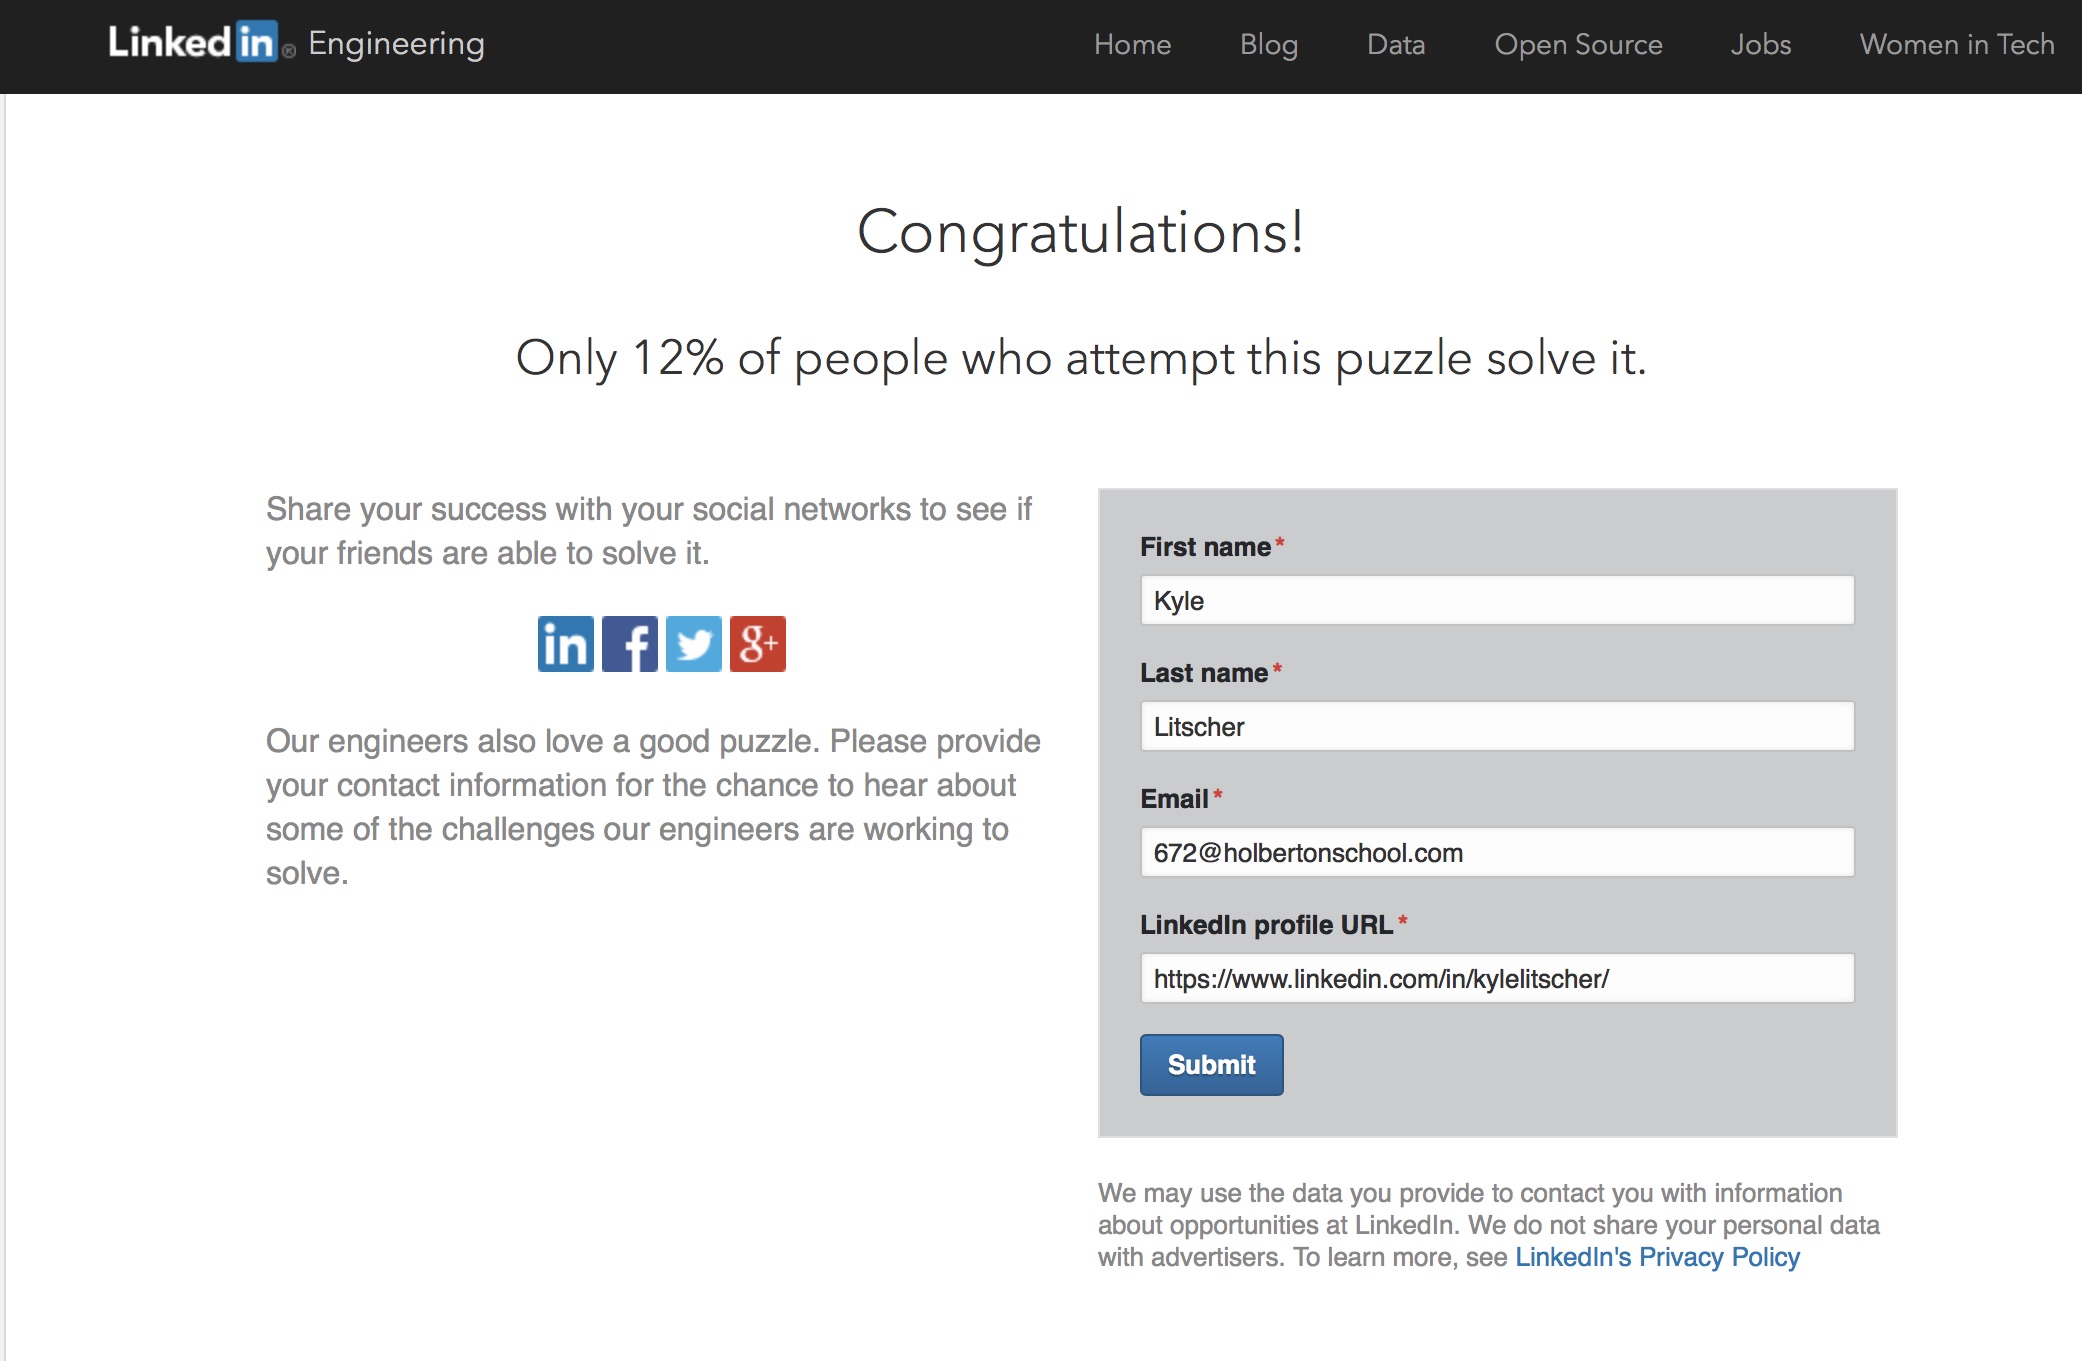 Linked in ® Engineering
Home Blog Data Open Source Jobs Women in Tech
Congratulations!
Only 12% of people who attempt this puzzle solve it.
Share your success with your social networks to see if
your friends are able to solve it.
in f g+
Our engineers also love a good puzzle. Please provide
your contact information for the chance to hear about
some of the challenges our engineers are working to
solve.
First name*
Kyle
Last name*
Litscher
Email*
672@holbertonschool.com
LinkedIn profile URL*
https://www.linkedin.com/in/kylelitscher/
Submit
We may use the data you provide to contact you with information
about opportunities at LinkedIn. We do not share your personal data
with advertisers. To learn more, see LinkedIn's Privacy Policy